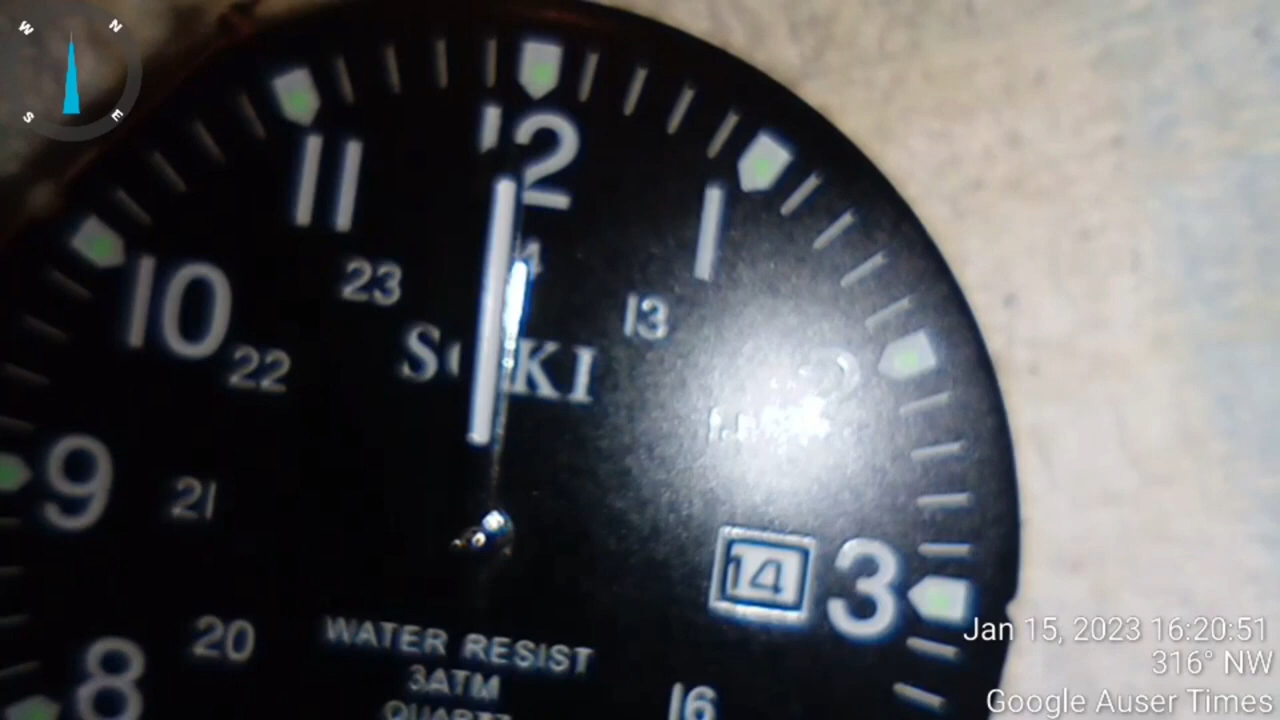 W N
S E
12
11
1
10
23
13
22
9
21
14 3
20
WATER RESIST
8
3ATM
16
QUARTZ
Jan 15, 2023 16:20:51
316° NW
Google Auser Times